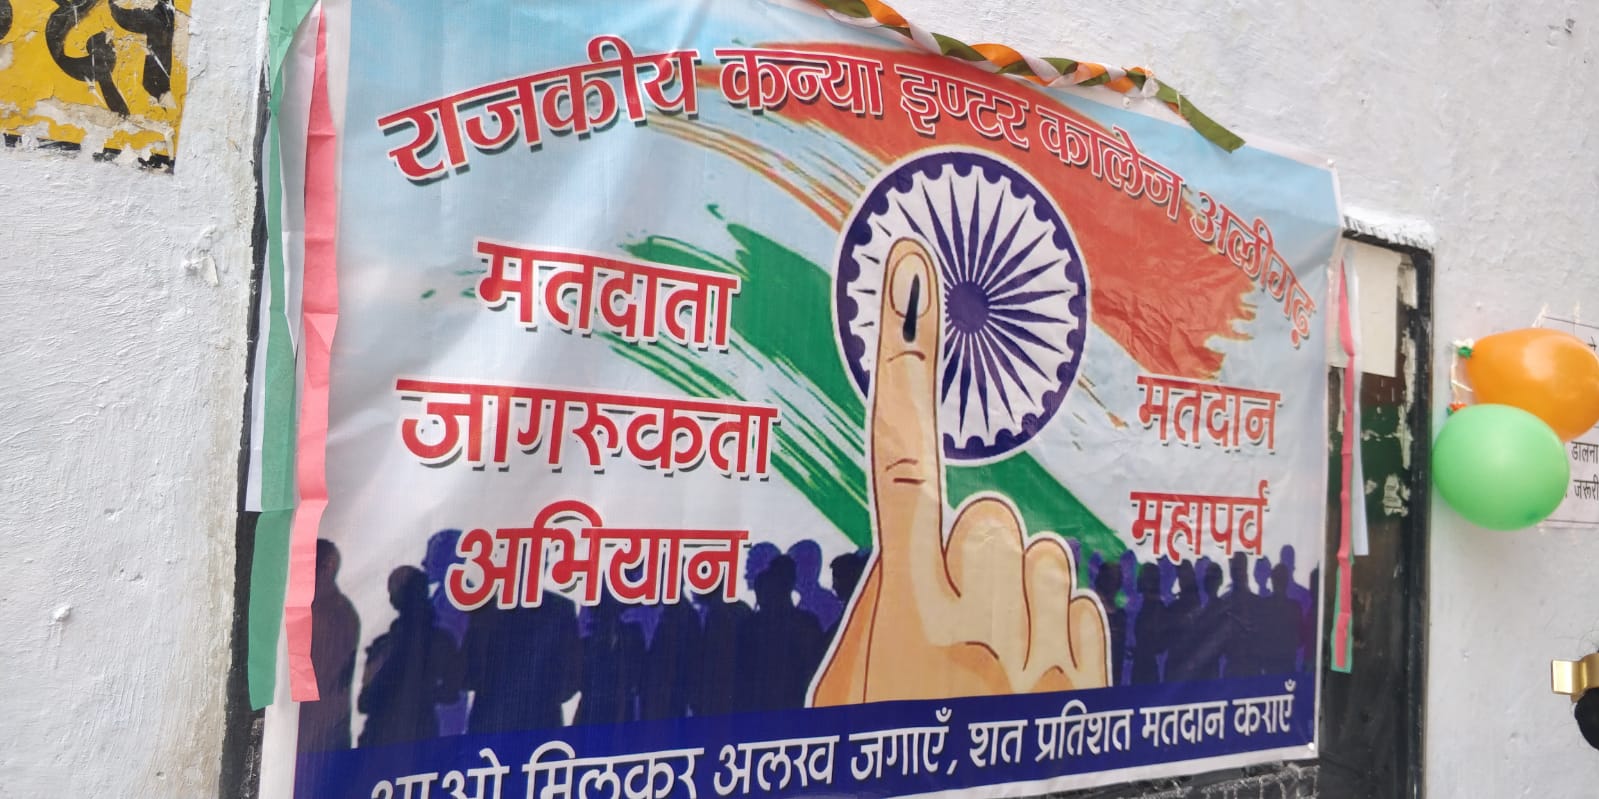 राजकीय कन्या इण्टर कालेज अलीगढ़
मतदाता
जागरुकता
अभियान
मतदान
महापर्व
आओ मिलकर अलख जगाएँ, शत प्रतिशत मतदान कराएँ
डालना
जरूरी